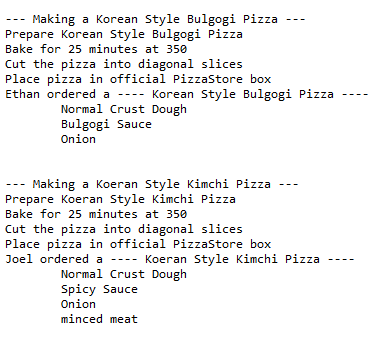 --- Making a Korean Style Bulgogi Pizza ---
Prepare Korean Style Bulgogi Pizza
Bake for 25 minutes at 350
Cut the pizza into diagonal slices
Place pizza in official PizzaStore box
Ethan ordered a ---- Korean Style Bulgogi Pizza ----
Normal Crust Dough
Bulgogi Sauce
Onion
--- Making a Koeran Style Kimchi Pizza ---
Prepare Koeran Style Kimchi Pizza
Bake for 25 minutes at 350
Cut the pizza into diagonal slices
Place pizza in official PizzaStore box
Joel ordered a ---- Koeran Style Kimchi Pizza ----
Normal Crust Dough
Spicy Sauce
Onion
minced meat